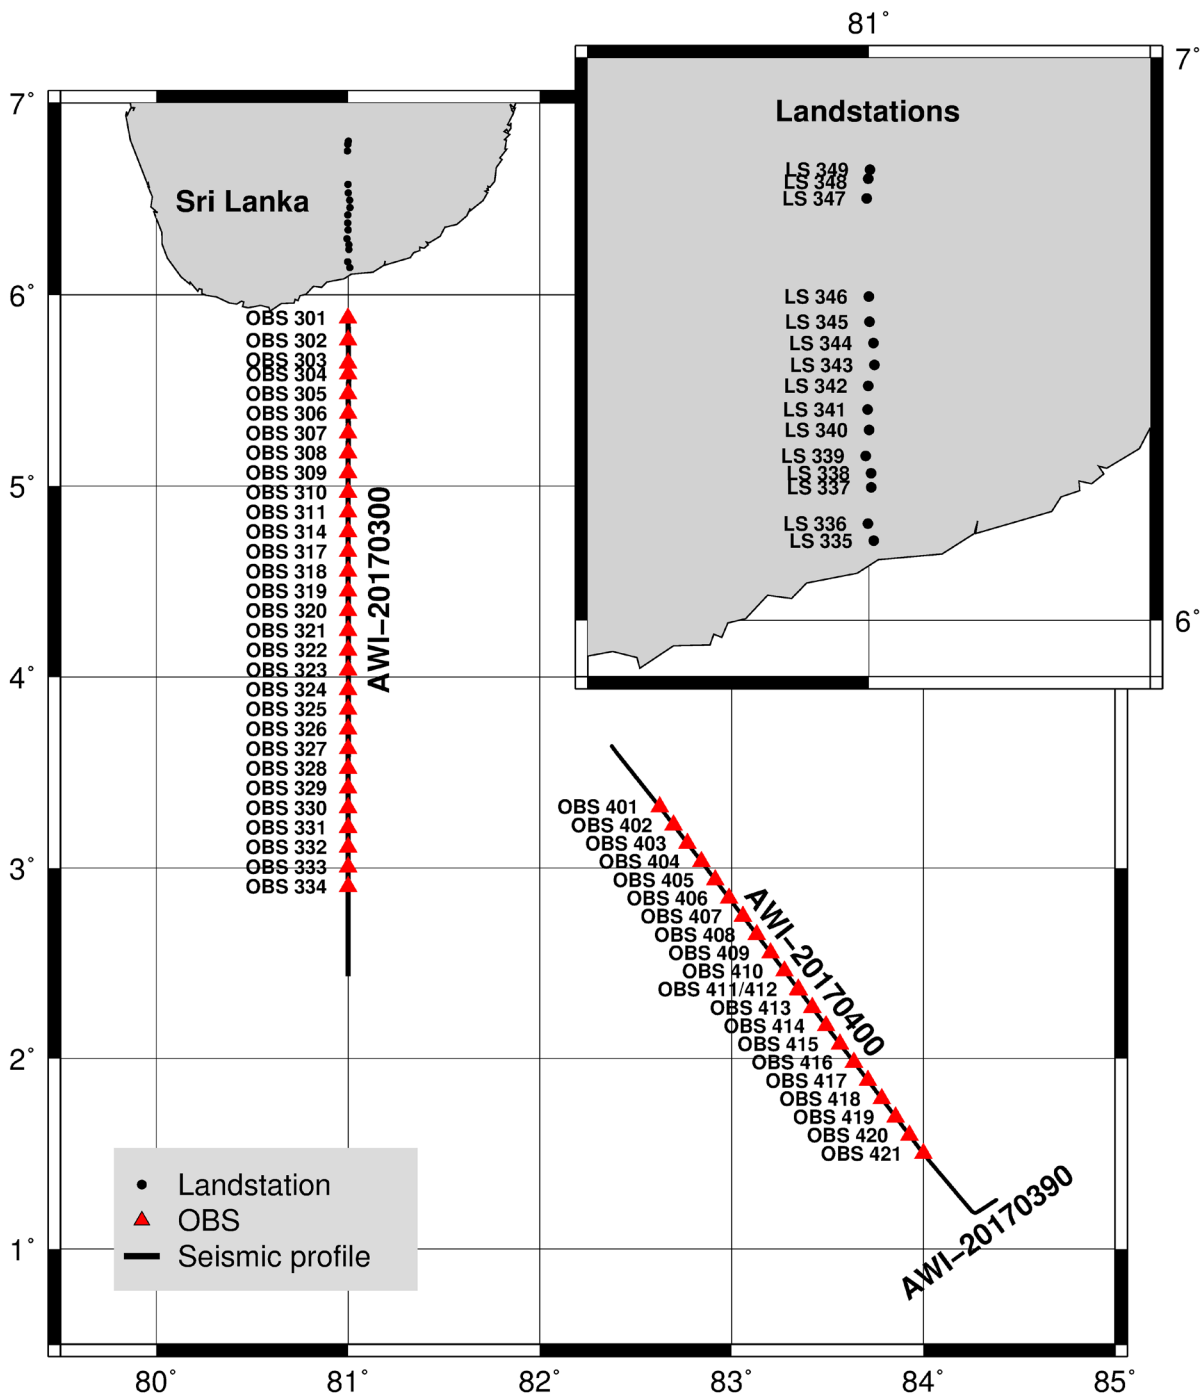 81°
7°
Landstations
LS 349
LS 348
LS 347
LS 346
LS 345
LS 344
LS 343
LS 342
LS 341
LS 340
LS 339
LS 338
LS 337
LS 336
LS 335
6°
7°
Sri Lanka
6°
OBS 301
OBS 302
OBS 303
OBS 304
OBS 305
OBS 306
OBS 307
OBS 308
OBS 309
5°
OBS 310
OBS 311
OBS 314
OBS 317
OBS 318
OBS 319
OBS 320
OBS 321
OBS 322
OBS 323
4°
OBS 324
OBS 325
OBS 326
OBS 327
OBS 328
OBS 329
OBS 330
OBS 331
OBS 332
OBS 333
3°
OBS 334
AWI–20170300
OBS 401
OBS 402
OBS 403
OBS 404
OBS 405
OBS 406
OBS 407
OBS 408
OBS 409
OBS 410
OBS 411/412
OBS 413
OBS 414
OBS 415
OBS 416
OBS 417
OBS 418
OBS 419
OBS 420
OBS 421
AWI–20170400
AWI–20170390
2°
1°
Landstation
OBS
Seismic profile
80°
81°
82°
83°
84°
85°